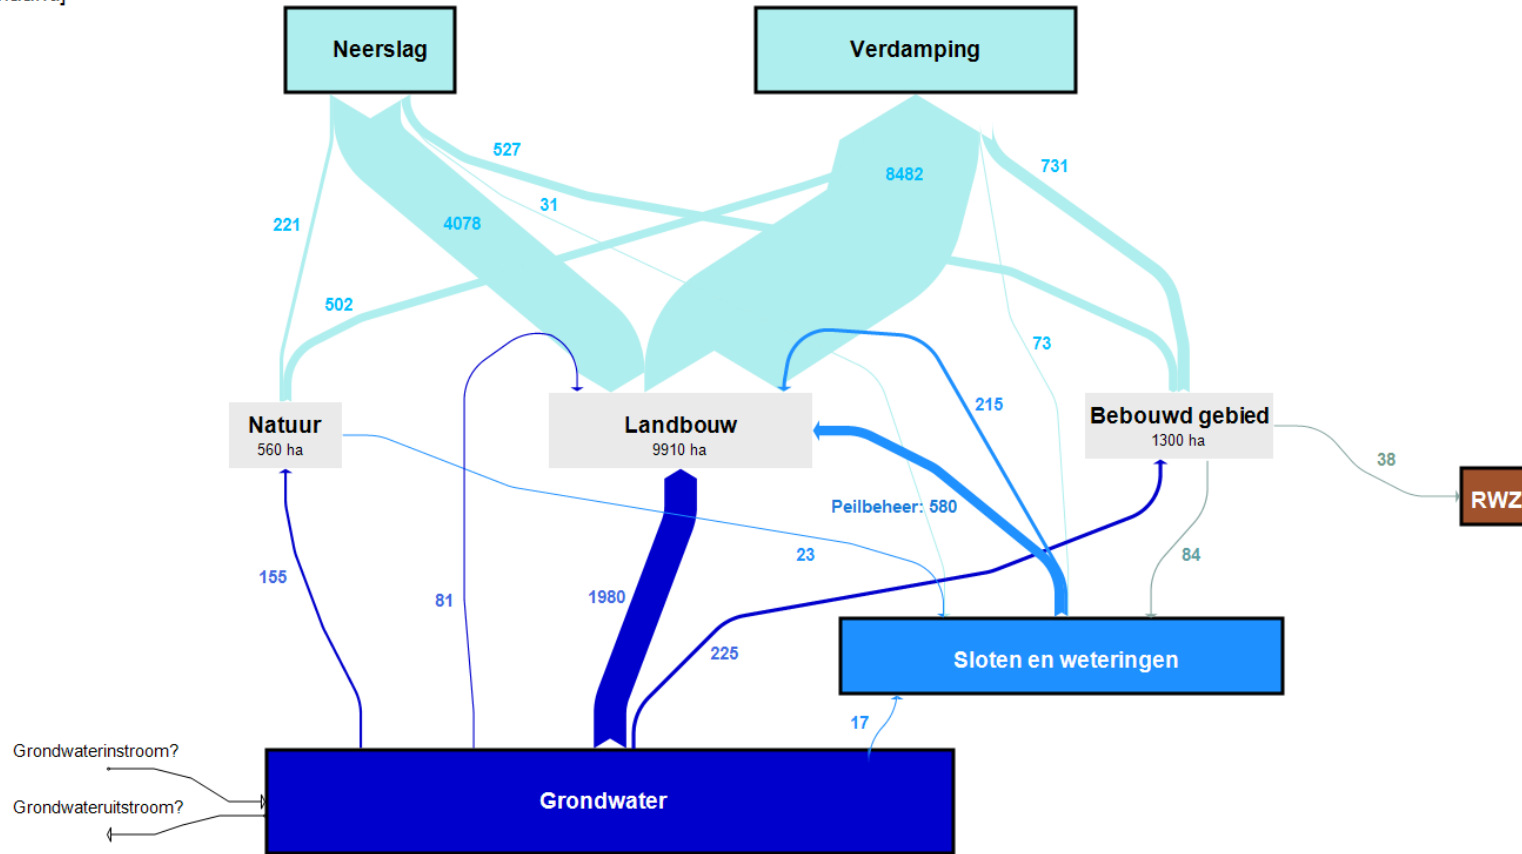 Neerslag
Verdamping
527
731
8482
31
221
4078
502
73
215
Natuur
560 ha
Landbouw
9910 ha
Bebouwd gebied
1300 ha
38
RWZ
Peilbeheer: 580
23
84
155
81
1980
225
Sloten en weteringen
17
Grondwaterinstroom?
Grondwateruitstroom?
Grondwater